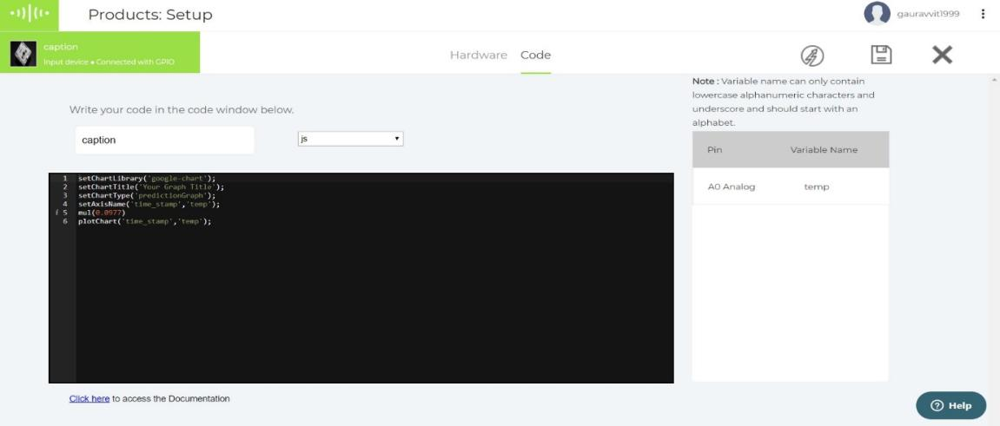 Products: Setup
gauravvit1999
caption
Input device • Connected with GPIO
Hardware Code
Note : Variable name can only contain
lowercase alphanumeric characters and
underscore and should start with an
alphabet.
Write your code in the code window below.
caption
js
Pin Variable Name
A0 Analog temp
1 setChartLibrary('google-chart');
2 setChartTitle('Your Graph Title');
3 setChartType('predictionGraph');
4 setAxisName('time_stamp','temp');
i 5 mul(0.0977)
6 plotChart('time_stamp','temp');
Click here to access the Documentation
Help